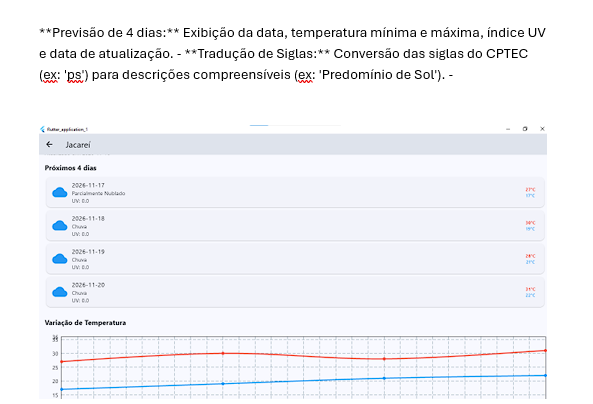 **Previsão de 4 dias:** Exibição da data, temperatura mínima e máxima, índice UV
e data de atualização. - **Tradução de Siglas:** Conversão das siglas do CPTEC
(ex: 'ps') para descrições compreensíveis (ex: 'Predomínio de Sol'). -
flutter_application_1
Jacareí
Próximos 4 dias
2026-11-17
Parcialmente Nublado
UV: 0.0
27°C
17°C
2026-11-18
Chuva
UV: 0.0
30°C
19°C
2026-11-19
Chuva
UV: 0.0
28°C
21°C
2026-11-20
Chuva
UV: 0.0
31°C
22°C
Variação de Temperatura
35
30
25
20
15